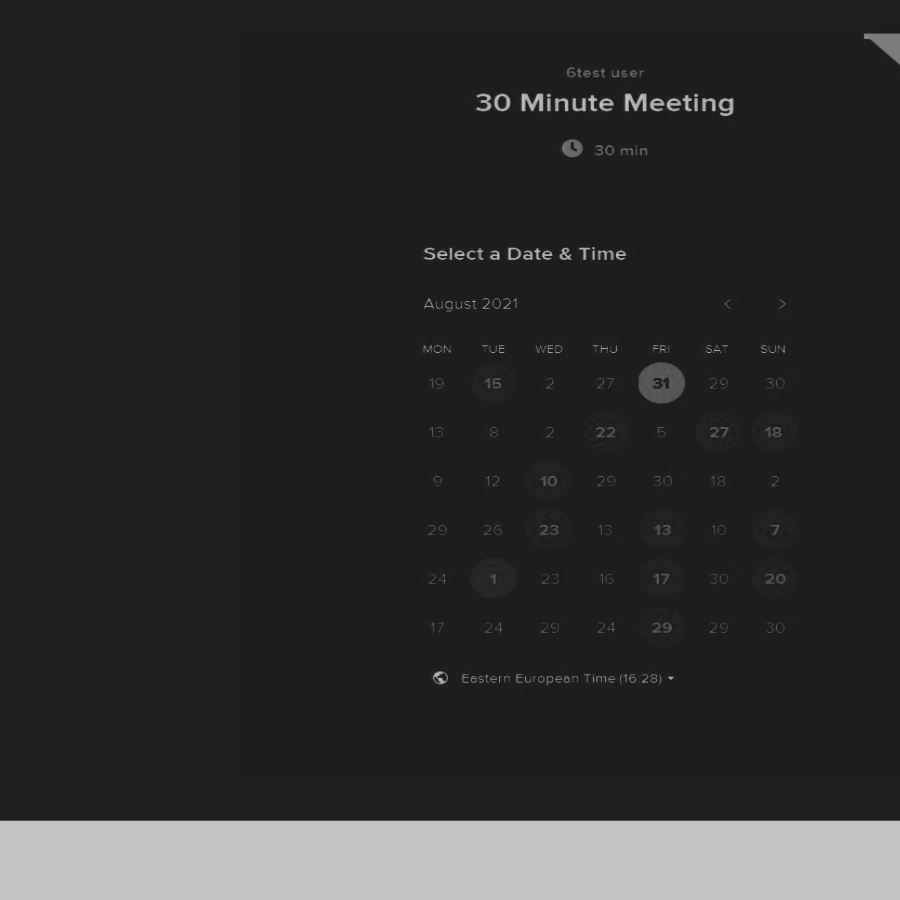 6test user
30 Minute Meeting
30 min
Select a Date & Time
August 2021
MON TUE WED THU FRI SAT SUN
19 15 2 27 31 29 30
13 8 2 22 5 27 18
9 12 10 29 30 18 2
29 26 23 13 13 10 7
24 1 23 16 17 30 20
17 24 29 24 29 29 30
Eastern European Time (16:28)